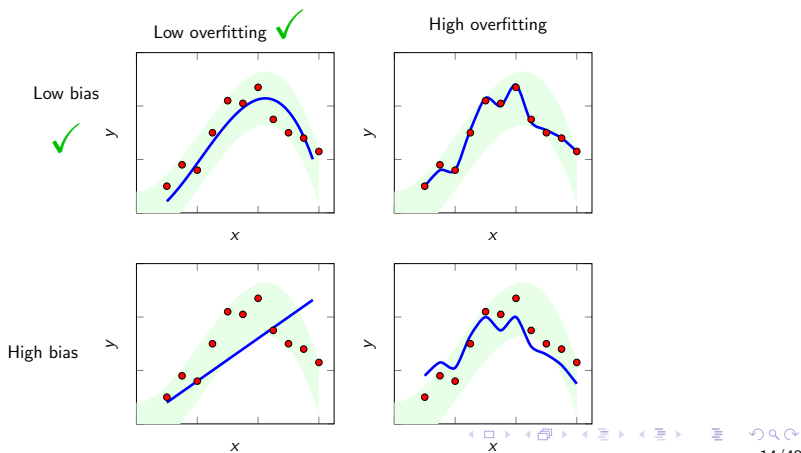 Low overfitting
High overfitting
Low bias
y
x
y
x
High bias
y
x
y
x